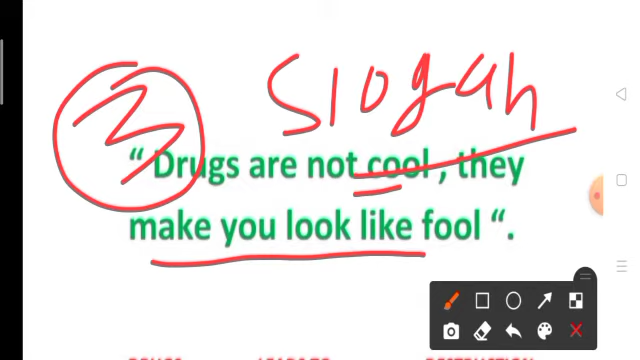 3 Slogan
“ Drugs are not cool , they
make you look like fool “.